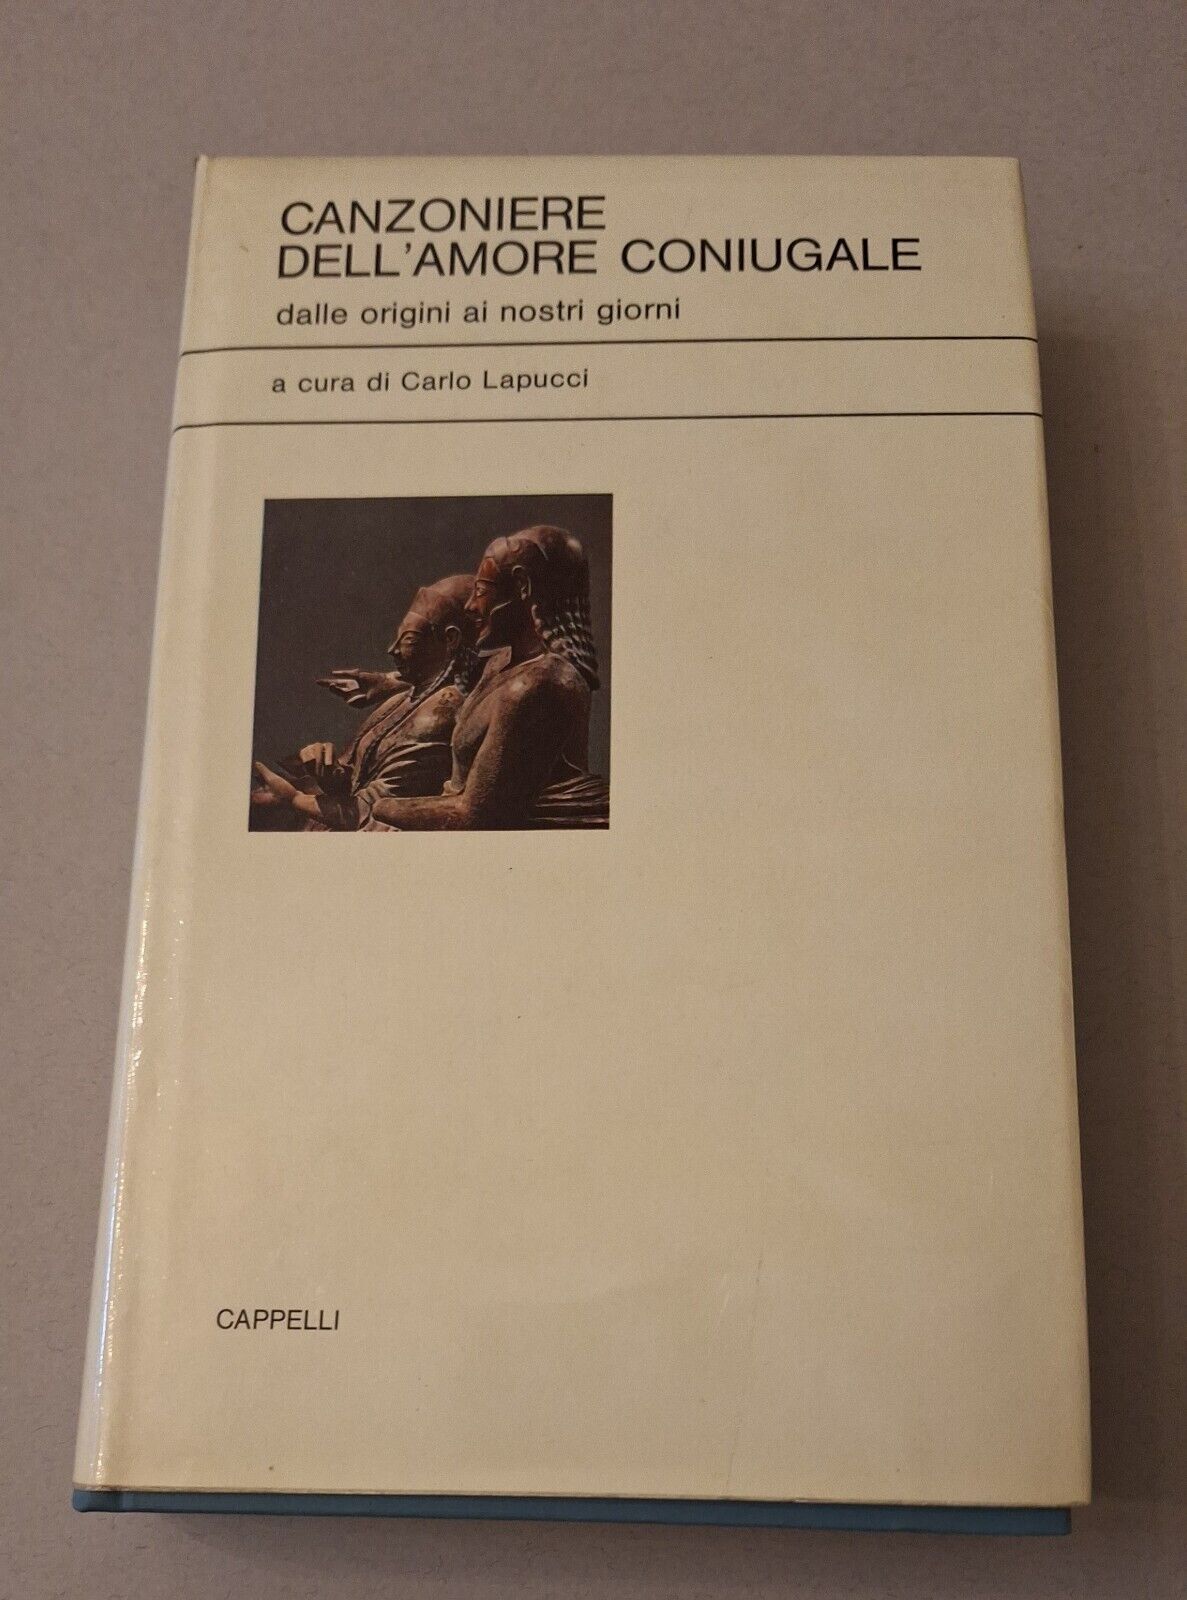 CANZONIERE
DELL'AMORE CONIUGALE
dalle origini ai nostri giorni
a cura di Carlo Lapucci
CAPPELLI